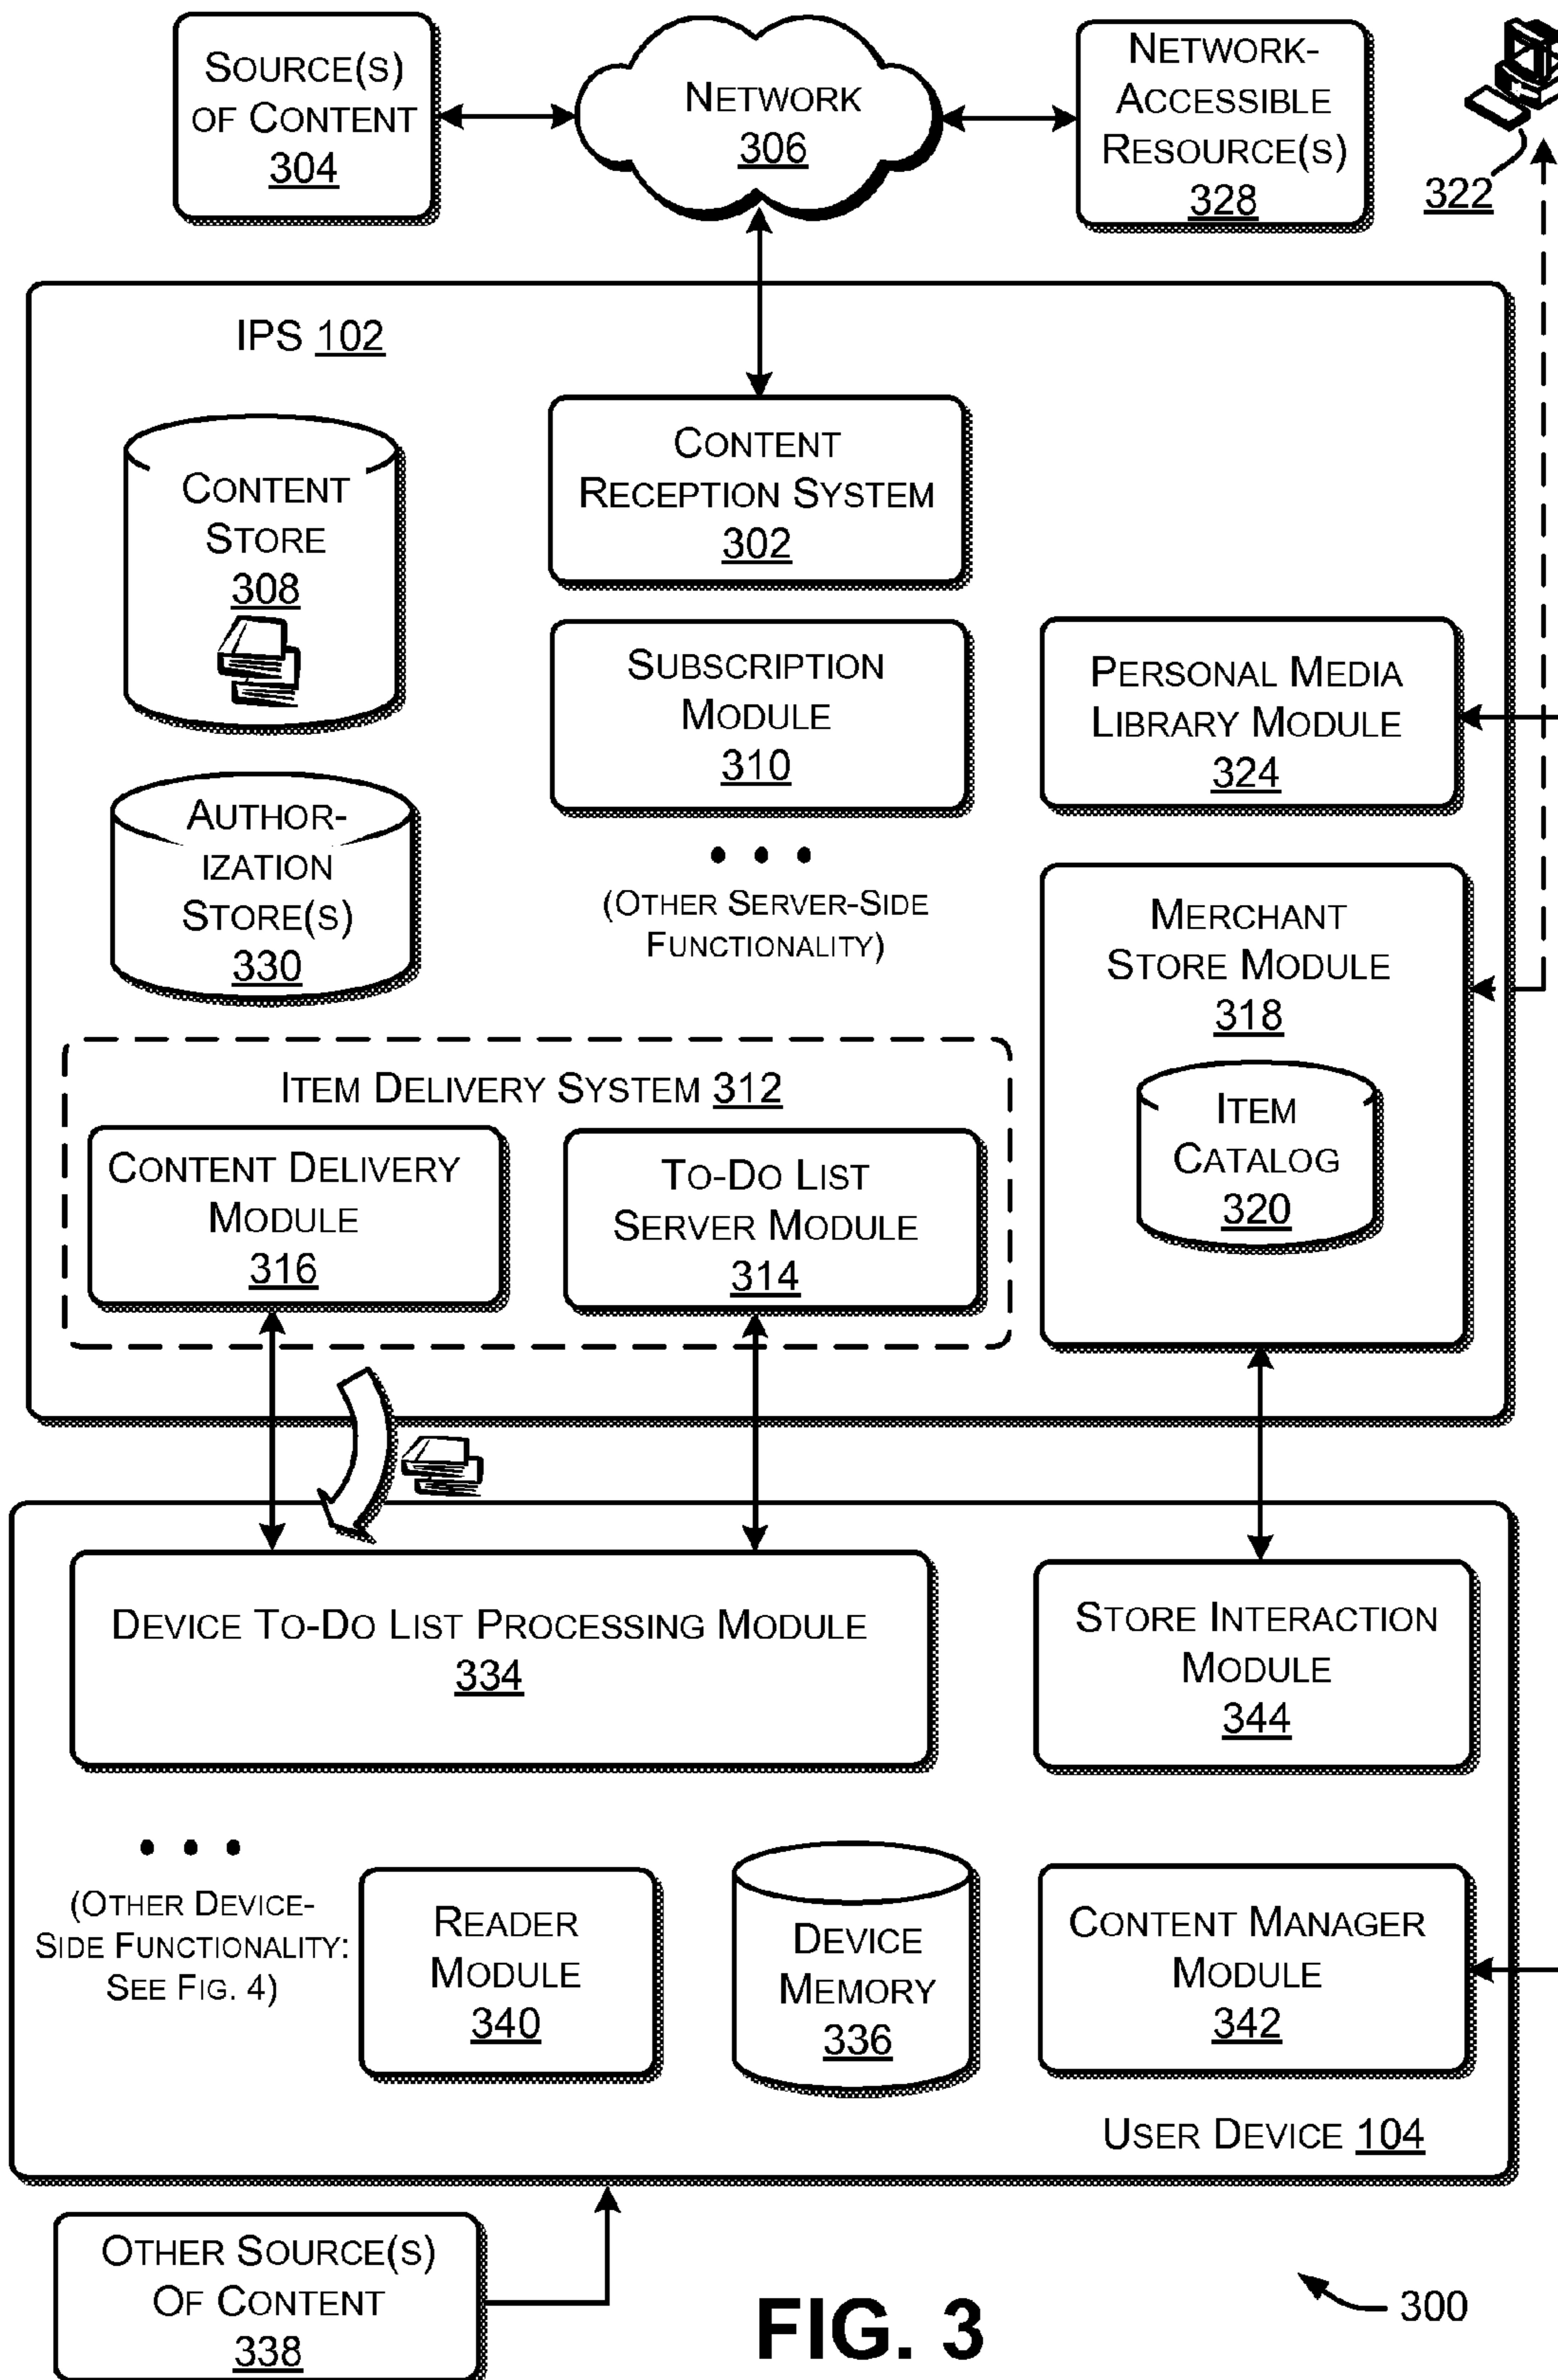 SOURCE(S)
OF CONTENT
304
NETWORK
306
NETWORK-
ACCESSIBLE
RESOURCE(S)
328
322
IPS 102
CONTENT
STORE
308
CONTENT
RECEPTION SYSTEM
302
SUBSCRIPTION
MODULE
310
PERSONAL MEDIA
LIBRARY MODULE
324
AUTHOR-
IZATION
STORE(S)
330
• • •
(OTHER SERVER-SIDE
FUNCTIONALITY)
MERCHANT
STORE MODULE
318
ITEM
CATALOG
320
ITEM DELIVERY SYSTEM 312
CONTENT DELIVERY
MODULE
316
TO-DO LIST
SERVER MODULE
314
DEVICE TO-DO LIST PROCESSING MODULE
334
STORE INTERACTION
MODULE
344
• • •
(OTHER DEVICE-
SIDE FUNCTIONALITY:
SEE FIG. 4)
READER
MODULE
340
DEVICE
MEMORY
336
CONTENT MANAGER
MODULE
342
USER DEVICE 104
OTHER SOURCE(S)
OF CONTENT
338
FIG. 3
300